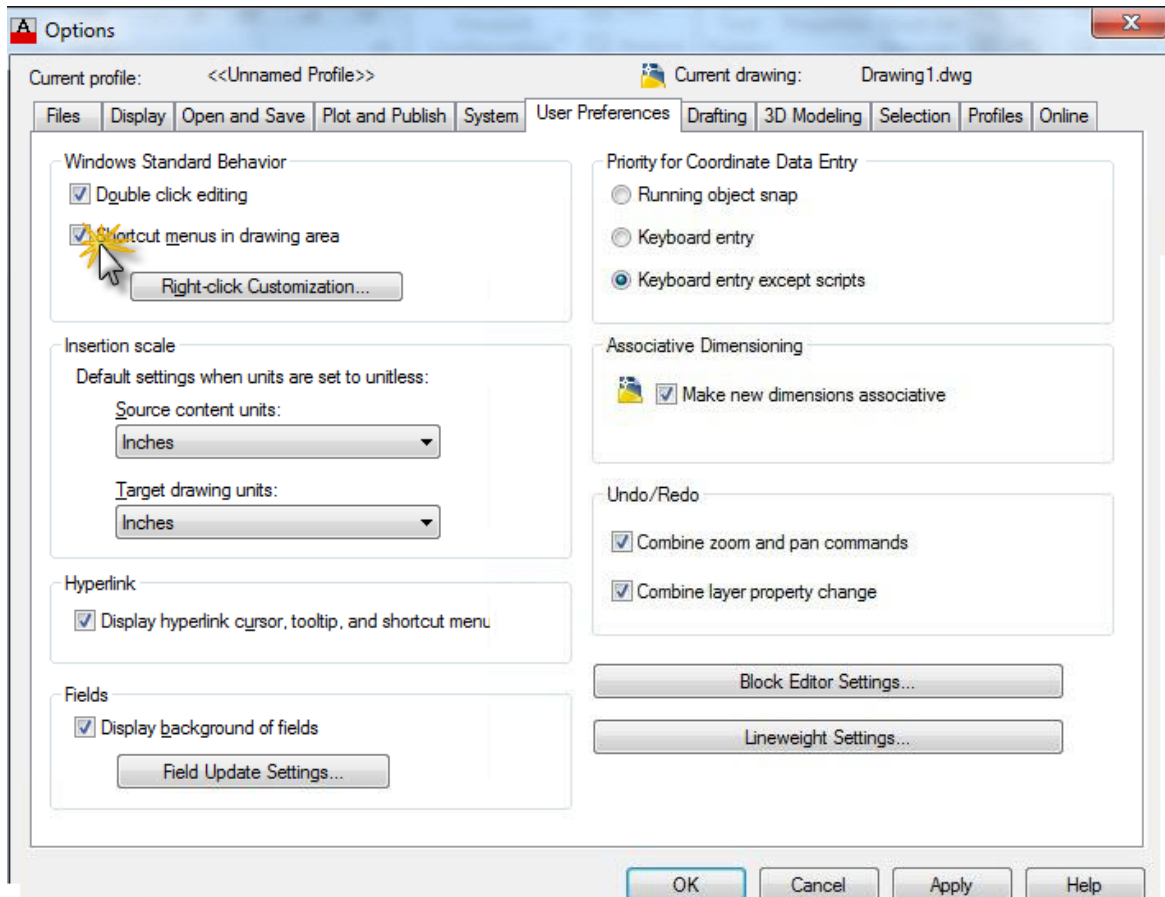 A Options
Current profile: <<Unnamed Profile>> Current drawing: Drawing1.dwg
Files Display Open and Save Plot and Publish System User Preferences Drafting 3D Modeling Selection Profiles Online
Windows Standard Behavior
Double click editing
Shortcut menus in drawing area
Right-click Customization...
Insertion scale
Default settings when units are set to unitless:
Source content units:
Inches
Target drawing units:
Inches
Hyperlink
Display hyperlink cursor, tooltip, and shortcut menu
Fields
Display background of fields
Field Update Settings...
Priority for Coordinate Data Entry
Running object snap
Keyboard entry
Keyboard entry except scripts
Associative Dimensioning
Make new dimensions associative
Undo/Redo
Combine zoom and pan commands
Combine layer property change
Block Editor Settings...
Lineweight Settings...
OK Cancel Apply Help